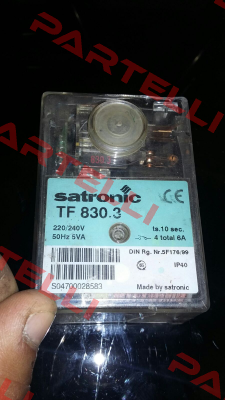 PARTELLI
satronic CE
TF 830.3
220/240V ts.10 sec.
50Hz 5VA 4 total 6A
DIN Rg. Nr.5F176/99
IP40
S04700028583 Made by satronic